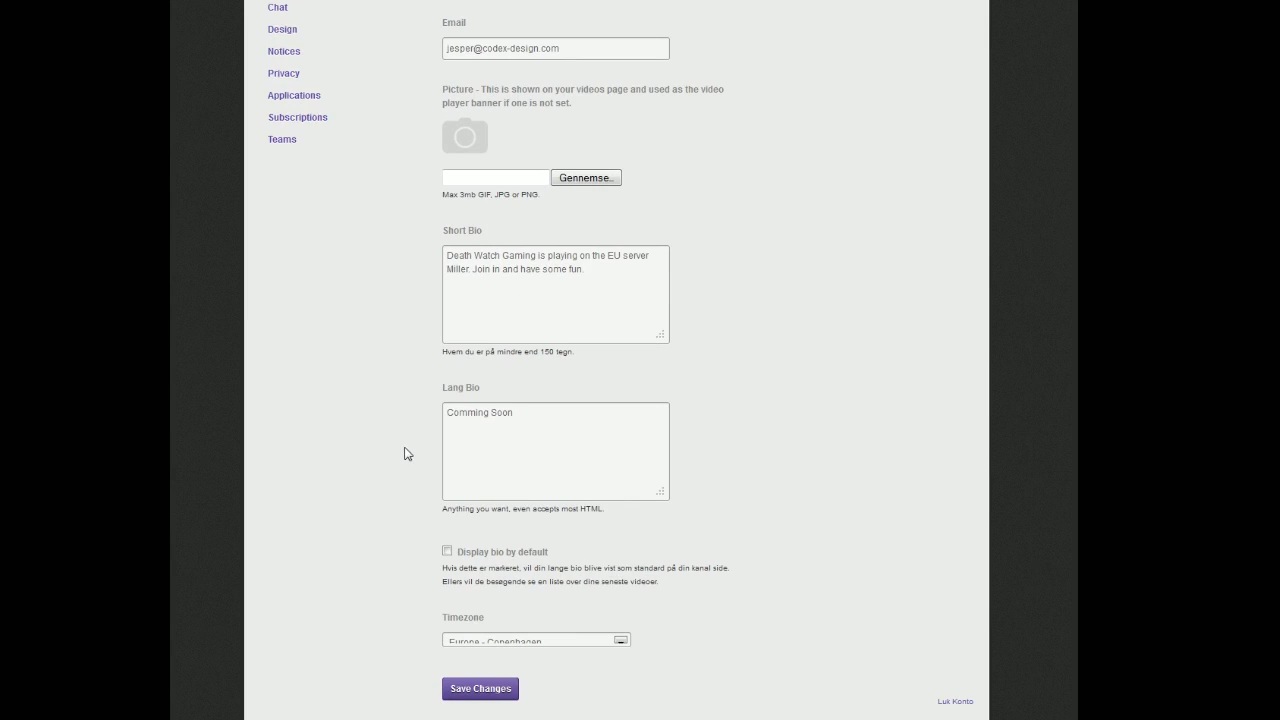 Chat
Design
Notices
Privacy
Applications
Subscriptions
Teams
Email
jesper@codex-design.com
Picture - This is shown on your videos page and used as the video
player banner if one is not set.
Gennemse..
Max 3mb GIF, JPG or PNG.
Short Bio
Death Watch Gaming is playing on the EU server
Miller. Join in and have some fun.
Hvem du er på mindre end 150 tegn.
Lang Bio
Comming Soon
Anything you want, even accepts most HTML.
Display bio by default
Hvis dette er markeret, vil din lange bio blive vist som standard på din kanal side.
Ellers vil de besøgende se en liste over dine seneste videoer.
Timezone
Europe - Copenhagen
Save Changes
Luk Konto